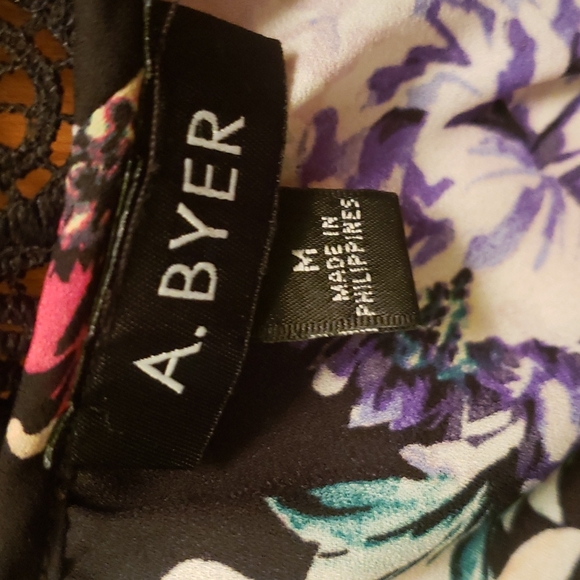 A. BYER
M
MADE IN
PHILIPPINES